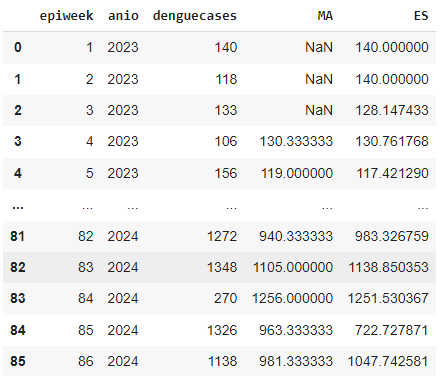 epiweek anio denguecases MA ES
0 1 2023 140 NaN 140.000000
1 2 2023 118 NaN 140.000000
2 3 2023 133 NaN 128.147433
3 4 2023 106 130.333333 130.761768
4 5 2023 156 119.000000 117.421290
... ... ... ... ... ...
81 82 2024 1272 940.333333 983.326759
82 83 2024 1348 1105.000000 1138.850353
83 84 2024 270 1256.000000 1251.530367
84 85 2024 1326 963.333333 722.727871
85 86 2024 1138 981.333333 1047.742581